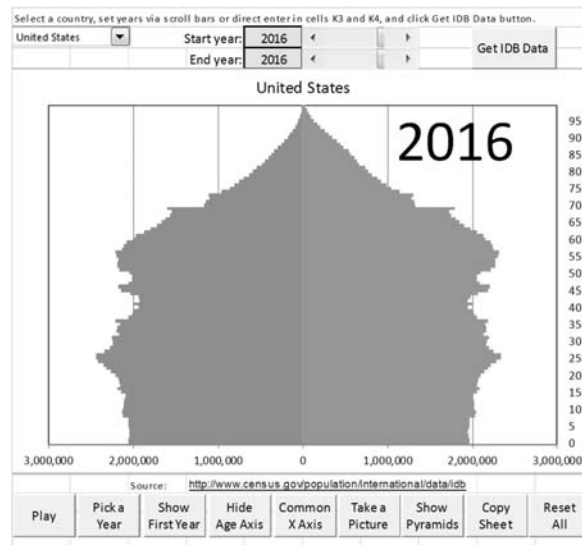 Select a country, set years via scroll bars or direct enter in cells K3 and K4, and click Get IDB Data button.
United States Start year: 2016 Get IDB Data
End year: 2016
United States
2016
95
90
85
80
75
70
65
60
55
50
45
40
35
30
25
20
15
10
5
0
3,000,000 2,000,000 1,000,000 0 1,000,000 2,000,000 3,000,000
Source: http://www.census.gov/population/international/data/idb
Play Pick a Show Hide Common Take a Show Copy Reset
Year First Year Age Axis X Axis Picture Pyramids Sheet All